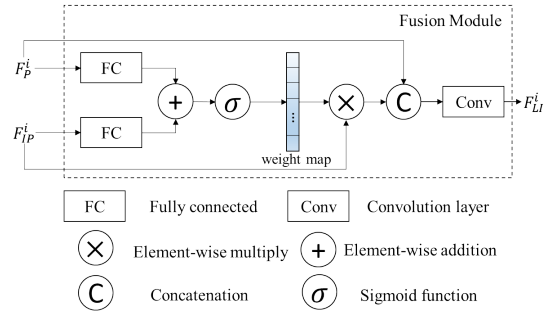 Fusion Module
F_P^i
FC
F_IP^i
FC
+
σ
⋮
weight map
×
C
Conv
F_LI^i
FC Fully connected
Conv Convolution layer
× Element-wise multiply
+ Element-wise addition
C Concatenation
σ Sigmoid function